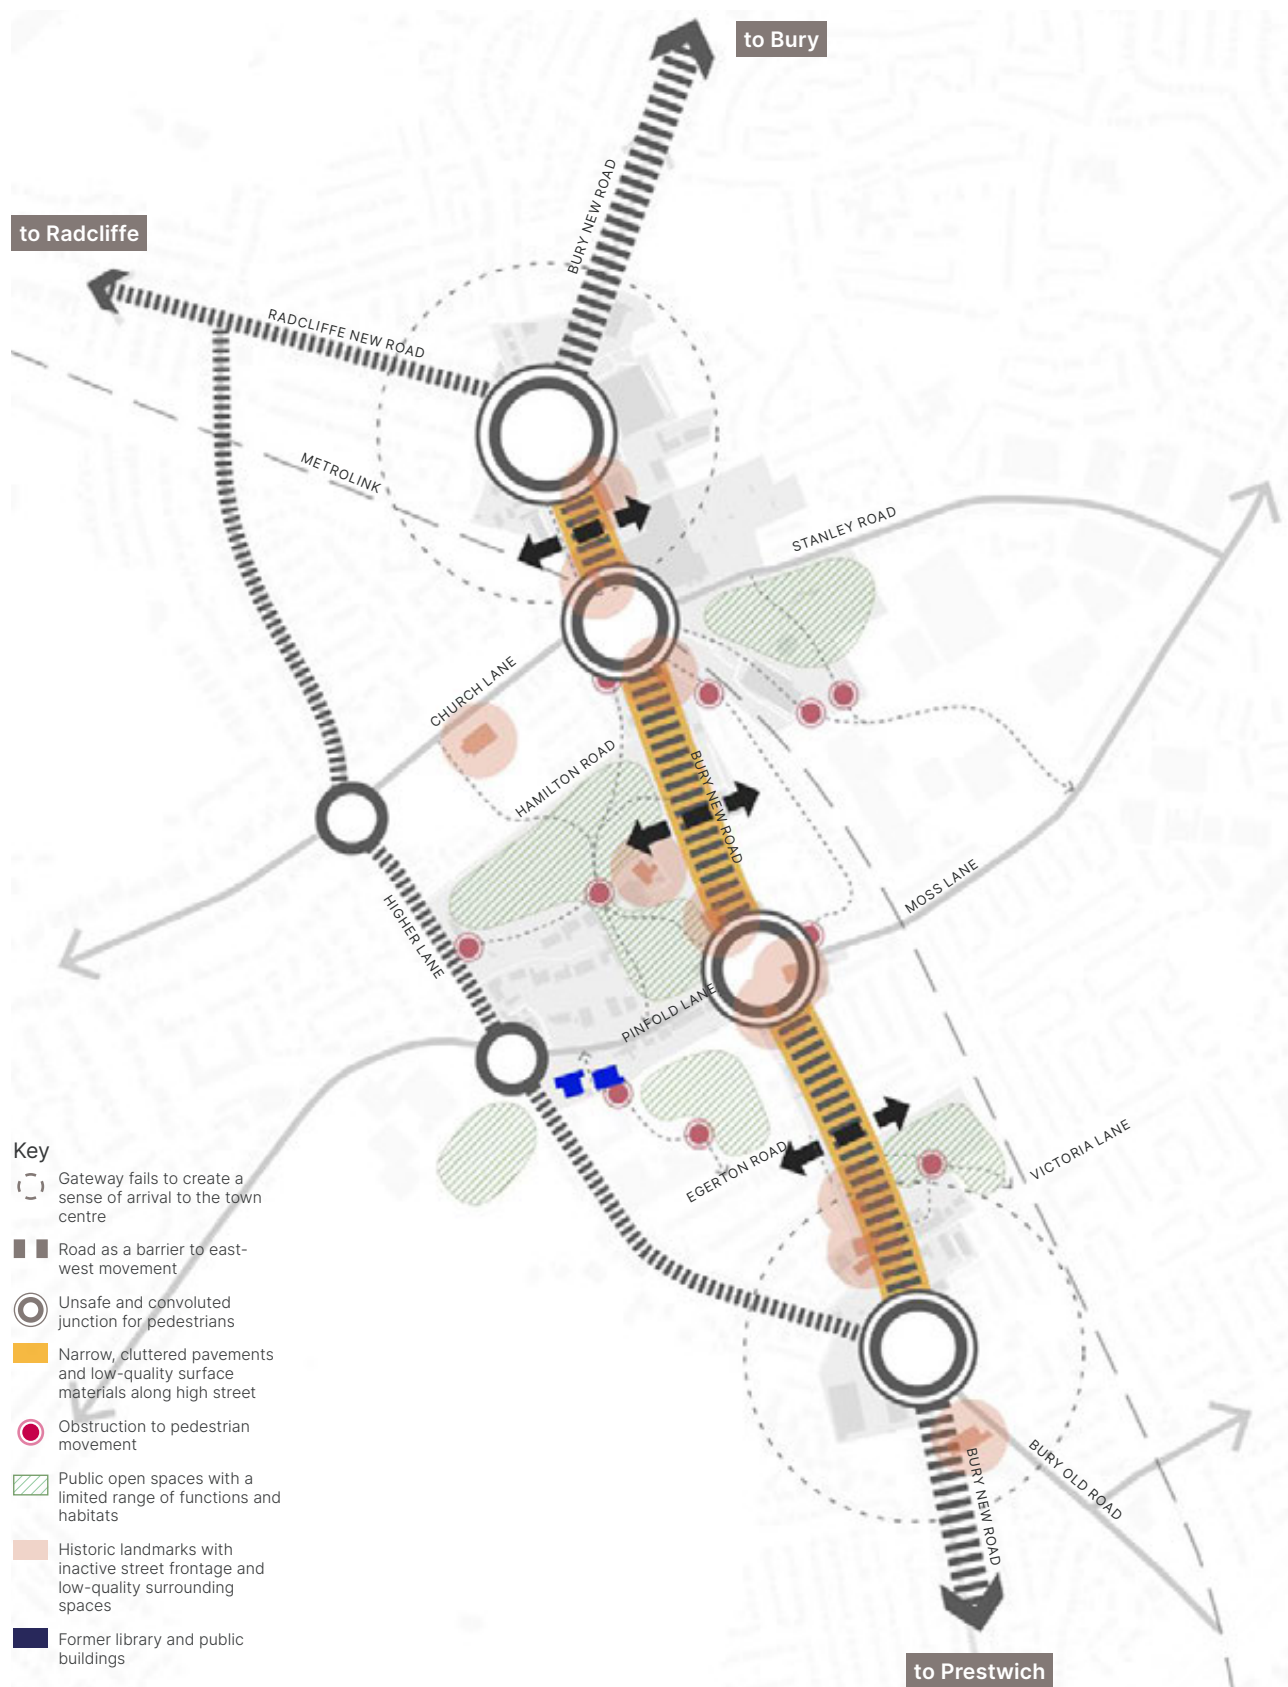 to Bury
BURY NEW ROAD
to Radcliffe
RADCLIFFE NEW ROAD
METROLINK
STANLEY ROAD
CHURCH LANE
HAMILTON ROAD
BURY NEW ROAD
MOSS LANE
HIGHER LANE
PINFOLD LANE
EGERTON ROAD
VICTORIA LANE
BURY OLD ROAD
BURY NEW ROAD
to Prestwich
Key
Gateway fails to create a
sense of arrival to the town
centre
Road as a barrier to east-
west movement
Unsafe and convoluted
junction for pedestrians
Narrow, cluttered pavements
and low-quality surface
materials along high street
Obstruction to pedestrian
movement
Public open spaces with a
limited range of functions and
habitats
Historic landmarks with
inactive street frontage and
low-quality surrounding
spaces
Former library and public
buildings